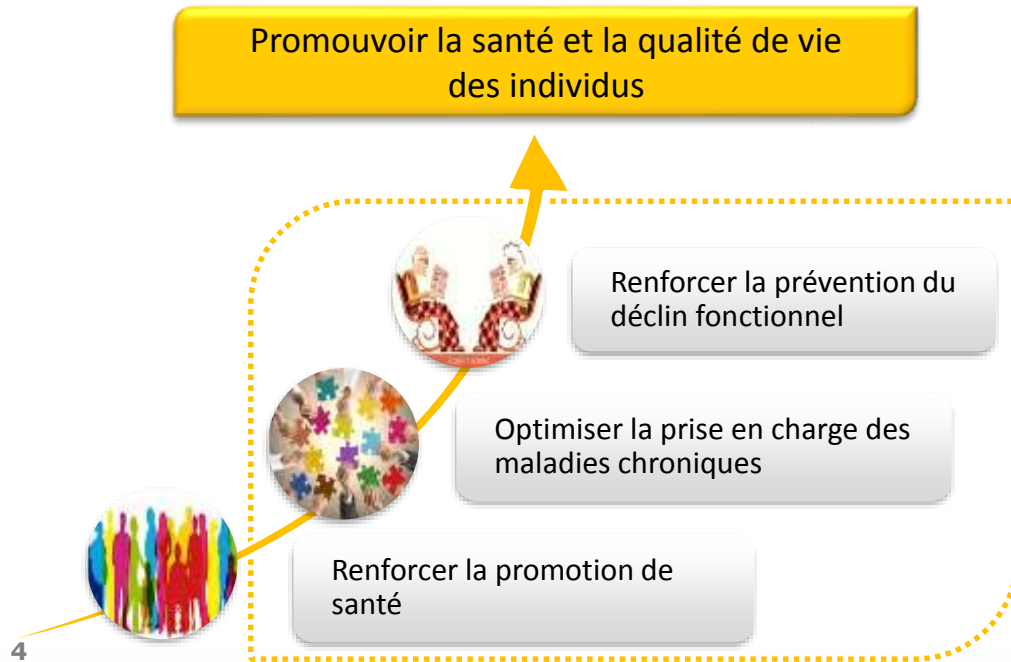 Promouvoir la santé et la qualité de vie
des individus
Renforcer la prévention du
déclin fonctionnel
Optimiser la prise en charge des
maladies chroniques
Renforcer la promotion de
santé
4